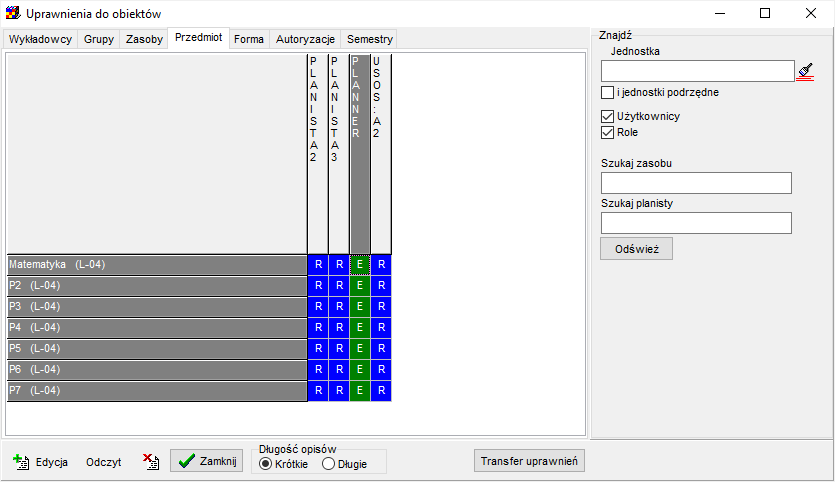 Uprawnienia do obiektów
Wykładowcy Grupy Zasoby Przedmiot Forma Autoryzacje Semestry
PLANISTA2 PLANISTA3 PLANNER USOS:A2
Matematyka (L-04) R R E R
P2 (L-04) R R E R
P3 (L-04) R R E R
P4 (L-04) R R E R
P5 (L-04) R R E R
P6 (L-04) R R E R
P7 (L-04) R R E R
Znajdź
Jednostka
i jednostki podrzędne
Użytkownicy
Role
Szukaj zasobu
Szukaj planisty
Odśwież
Edycja Odczyt Zamknij
Długość opisów
Krótkie Długie
Transfer uprawnień